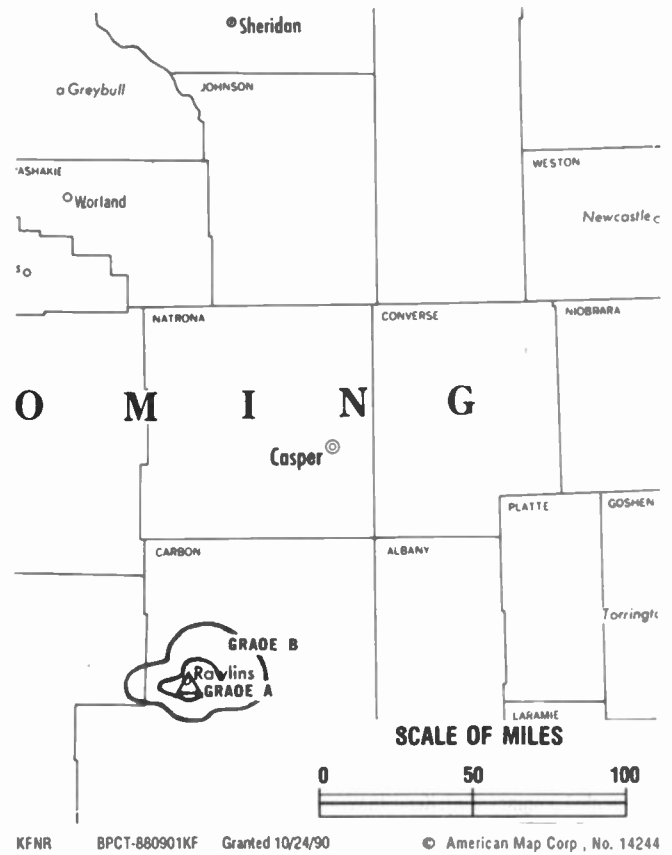 Sheridan
JOHNSON
a Greybull
WESTON
ASHAKIE
Worland
Newcastle
s
NATRONA
CONVERSE
NIOBRARA
O M I N G
Casper
PLATTE
GOSHEN
CARBON
ALBANY
Torringto
GRADE B
Rawlins
GRADE A
LARAMIE
SCALE OF MILES
0 50 100
KFNR BPCT-880901KF Granted 10/24/90 © American Map Corp , No. 14244